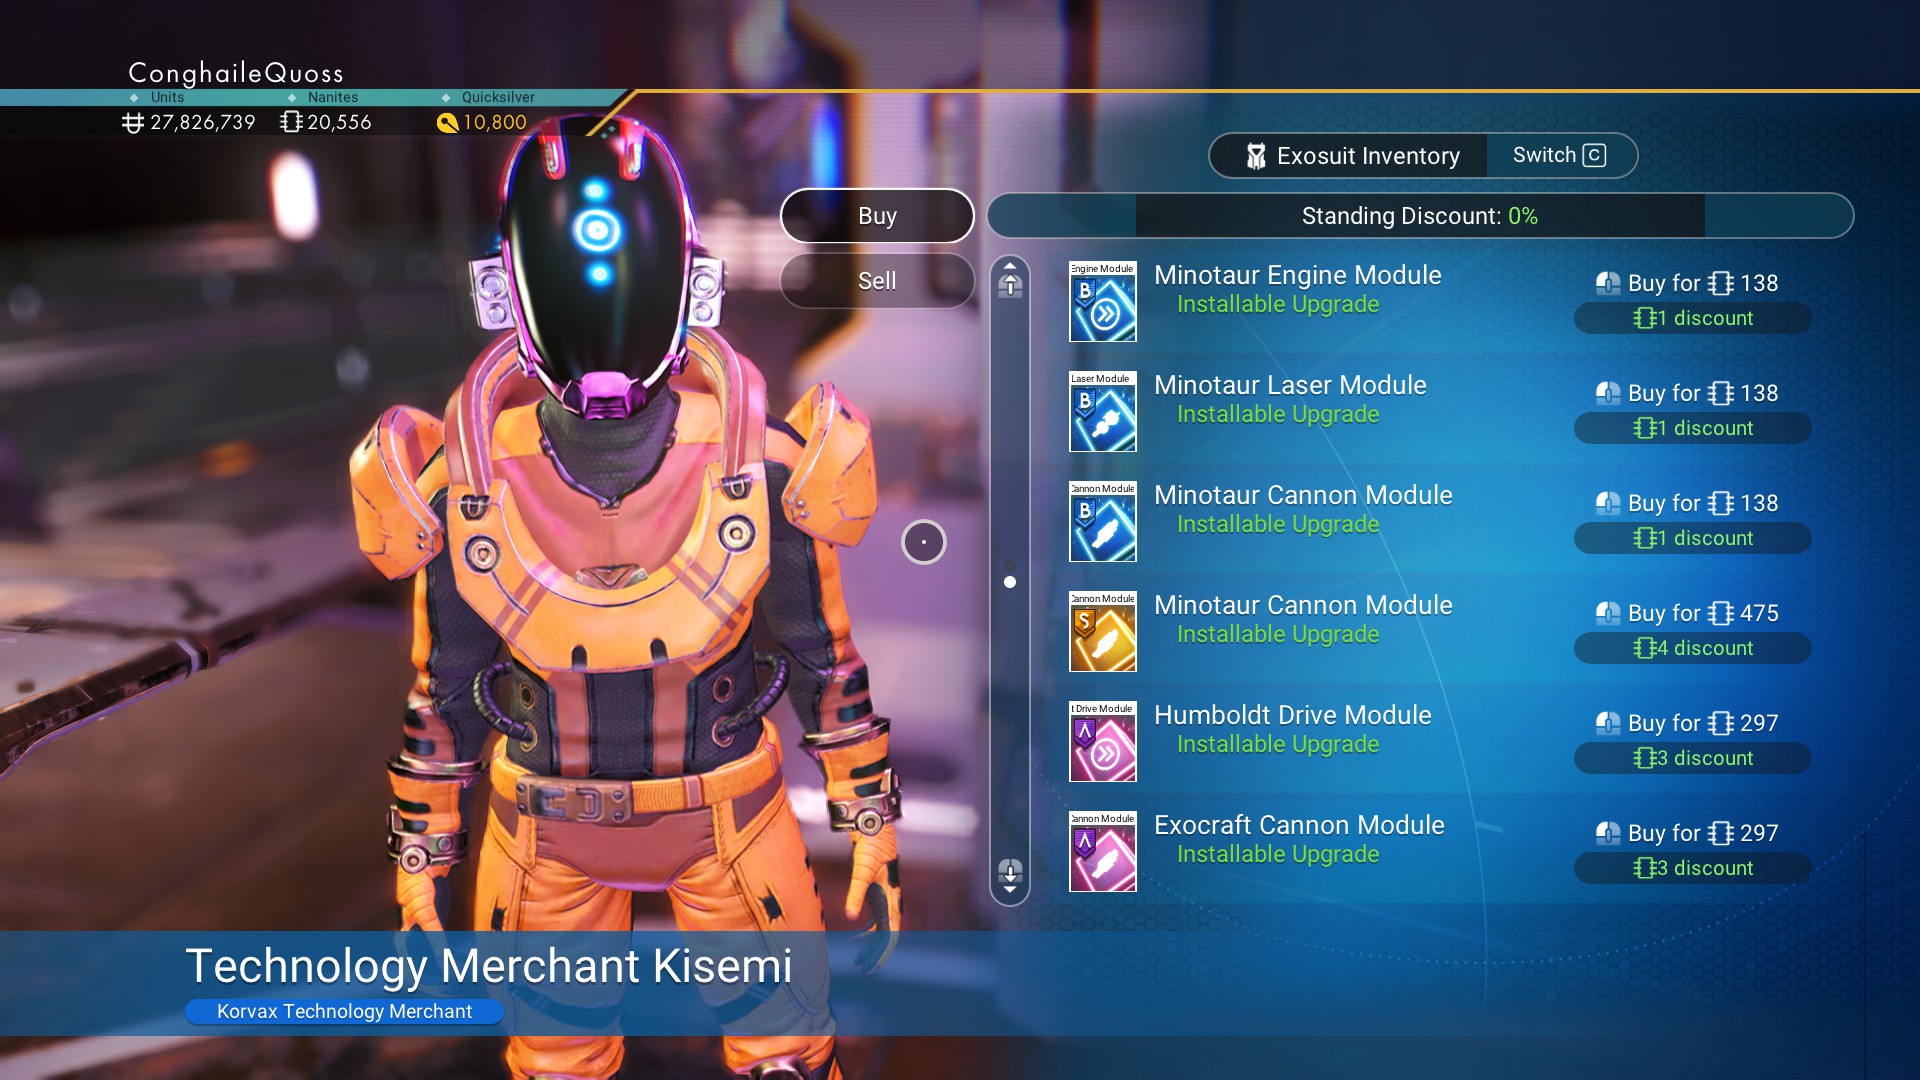 ConghaileQuoss
Units Nanites Quicksilver
27,826,739 20,556 10,800
Exosuit Inventory Switch C
Buy
Standing Discount: 0%
Sell
Engine Module
B
Minotaur Engine Module
Installable Upgrade
Buy for 138
1 discount
Laser Module
B
Minotaur Laser Module
Installable Upgrade
Buy for 138
1 discount
Cannon Module
B
Minotaur Cannon Module
Installable Upgrade
Buy for 138
1 discount
Cannon Module
S
Minotaur Cannon Module
Installable Upgrade
Buy for 475
4 discount
t Drive Module
A
Humboldt Drive Module
Installable Upgrade
Buy for 297
3 discount
Cannon Module
A
Exocraft Cannon Module
Installable Upgrade
Buy for 297
3 discount
Technology Merchant Kisemi
Korvax Technology Merchant